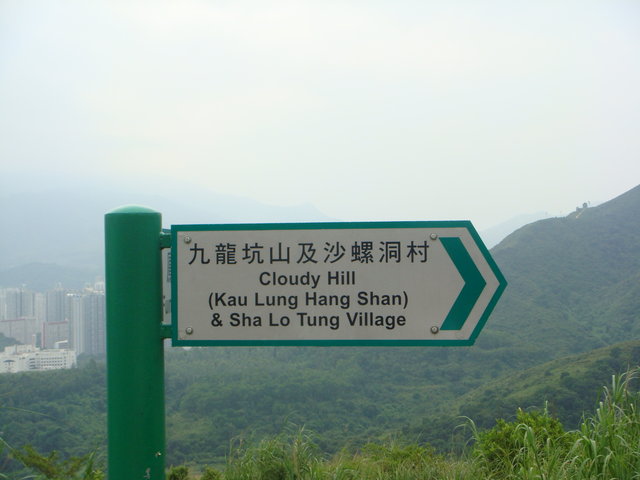 九龍坑山及沙螺洞村
Cloudy Hill
(Kau Lung Hang Shan)
& Sha Lo Tung Village